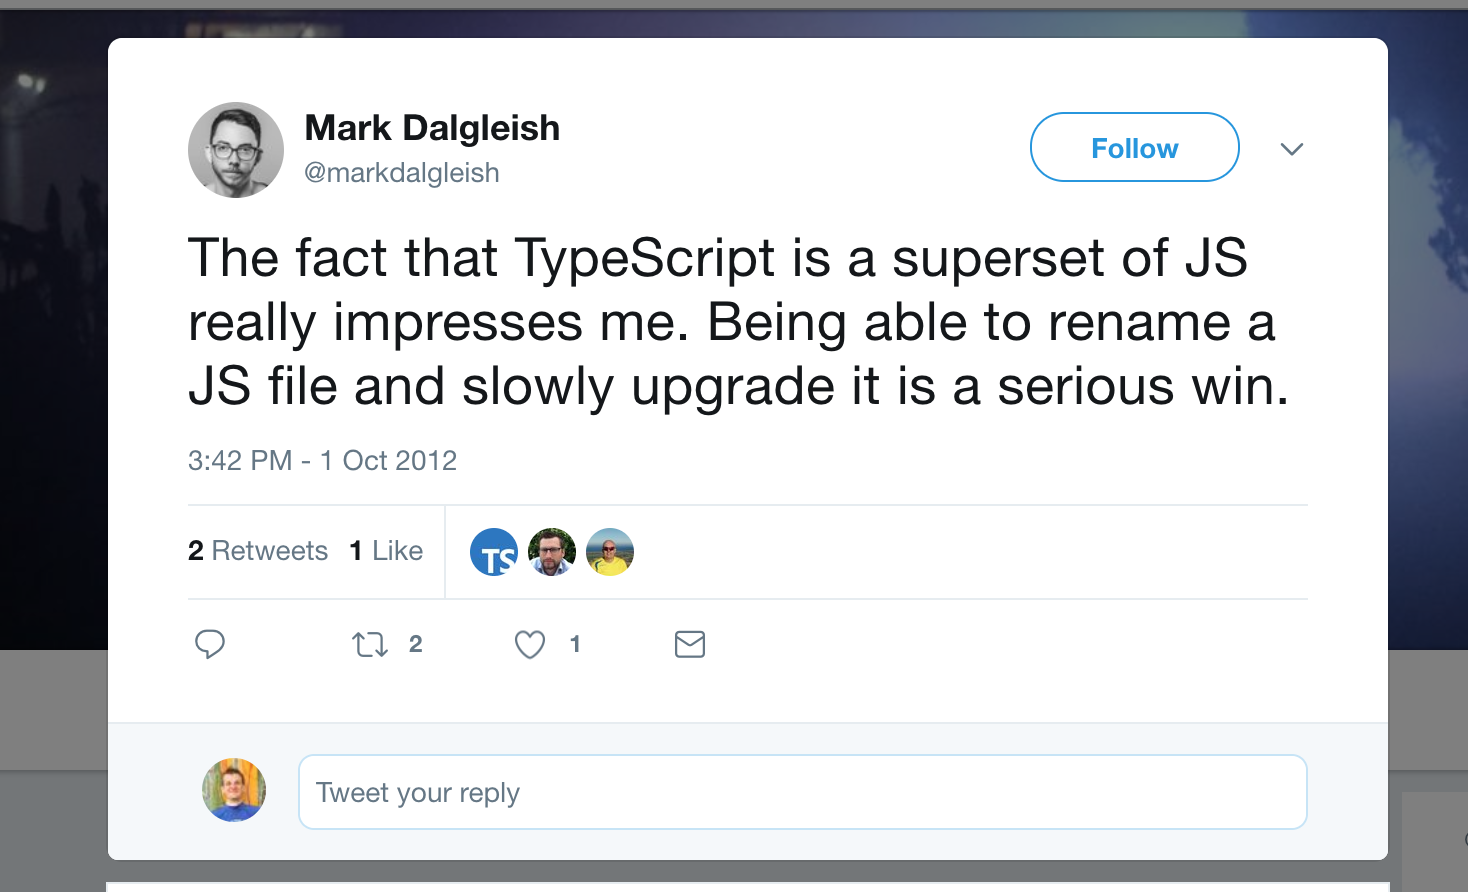 Mark Dalgleish
@markdalgleish
Follow
The fact that TypeScript is a superset of JS
really impresses me. Being able to rename a
JS file and slowly upgrade it is a serious win.
3:42 PM - 1 Oct 2012
2 Retweets 1 Like
TS
2
1
Tweet your reply